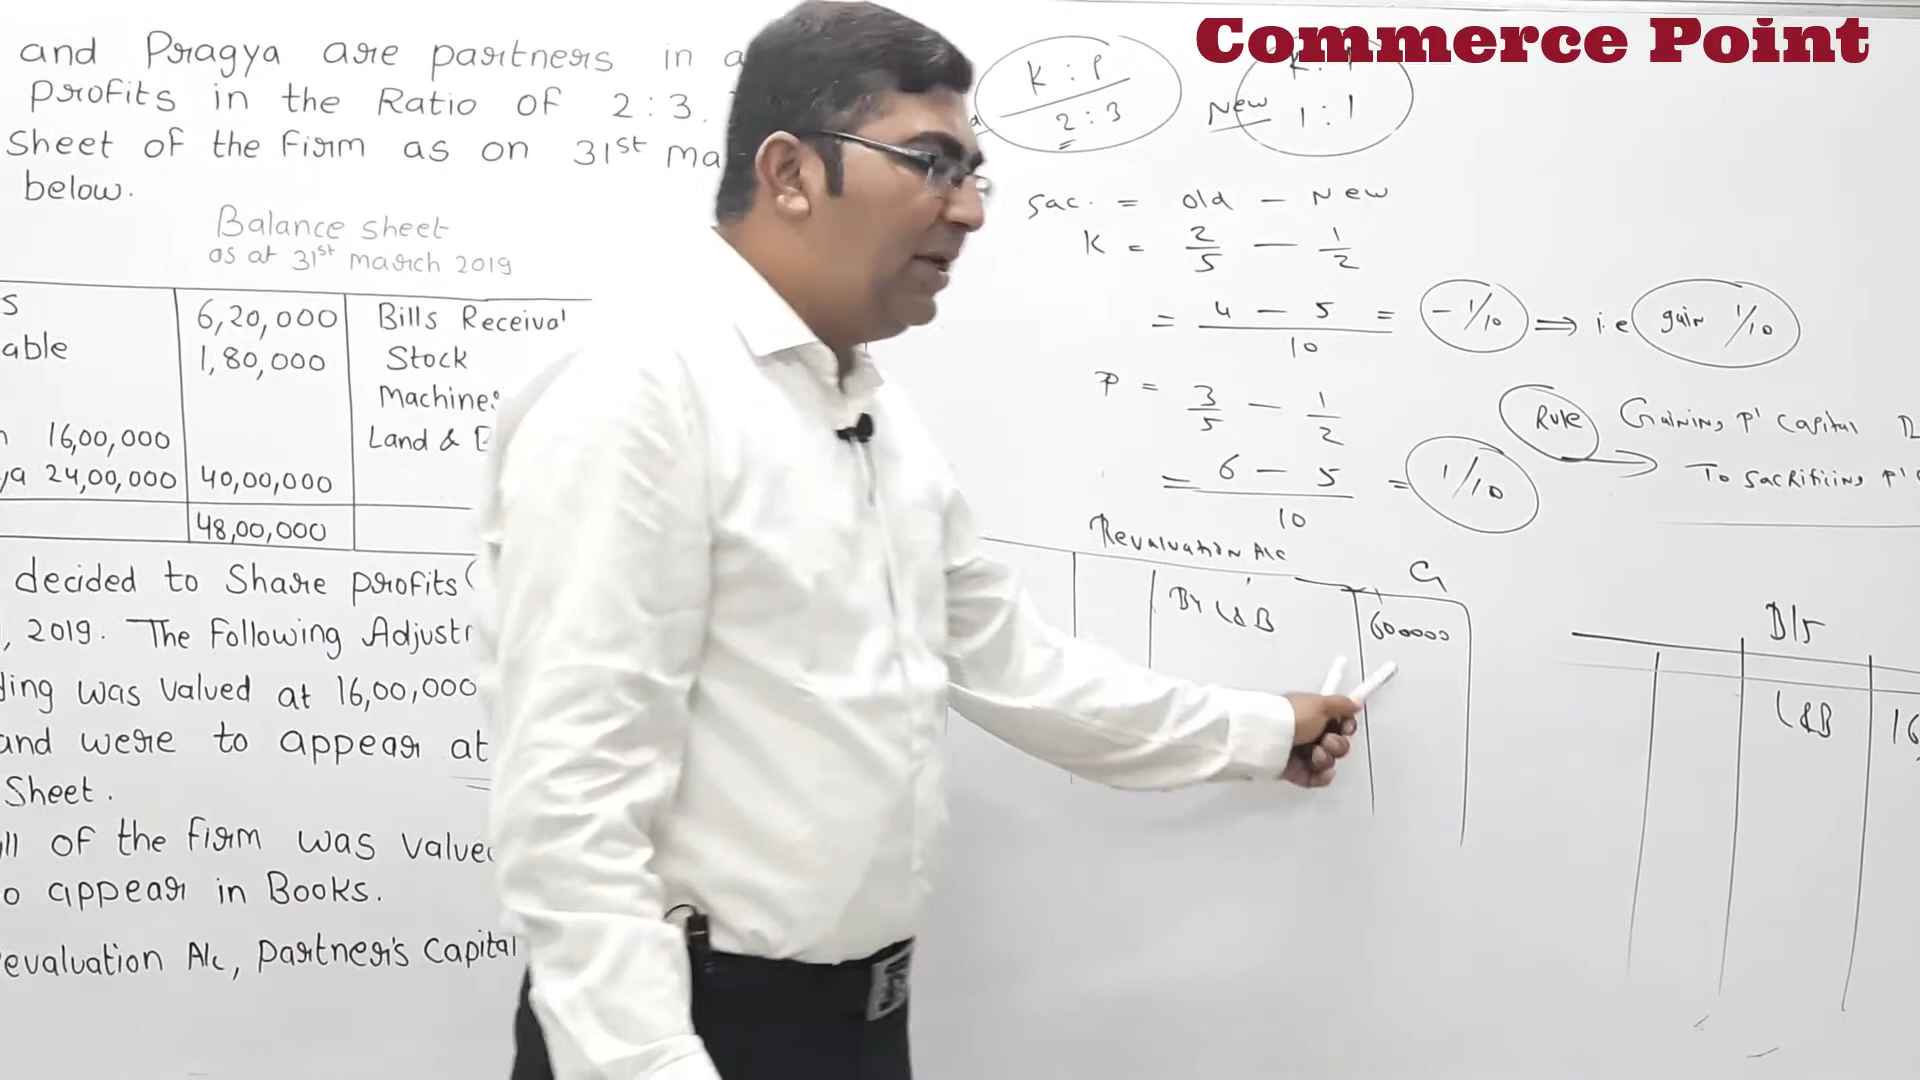 Commerce Point
and Pragya are partners in a
profits in the Ratio of 2:3.
Sheet of the Firm as on 31st Ma
below.
Balance sheet
as at 31st march 2019
s 6,20,000 Bills Receival
able 1,80,000 Stock
Machine
n 16,00,000 Land & B
ya 24,00,000 40,00,000
48,00,000
decided to Share profits (
, 2019. The Following Adjust
ding was valued at 16,00,000
and were to appear at
Sheet.
ll of the firm was value
o appear in Books.
evaluation A/c, partner's Capital
K : P
2 : 3
New 1 : 1
Sac. = old - New
K = 2/5 - 1/2
= 4 - 5 / 10 = -1/10 ⇒ i.e gain 1/10
P = 3/5 - 1/2
= 6 - 5 / 10 = 1/10
Rule Gaining P' Capital
To Sacrificing P'
Revaluation A/c
G
By L&B 600000
B/S
L&B 16